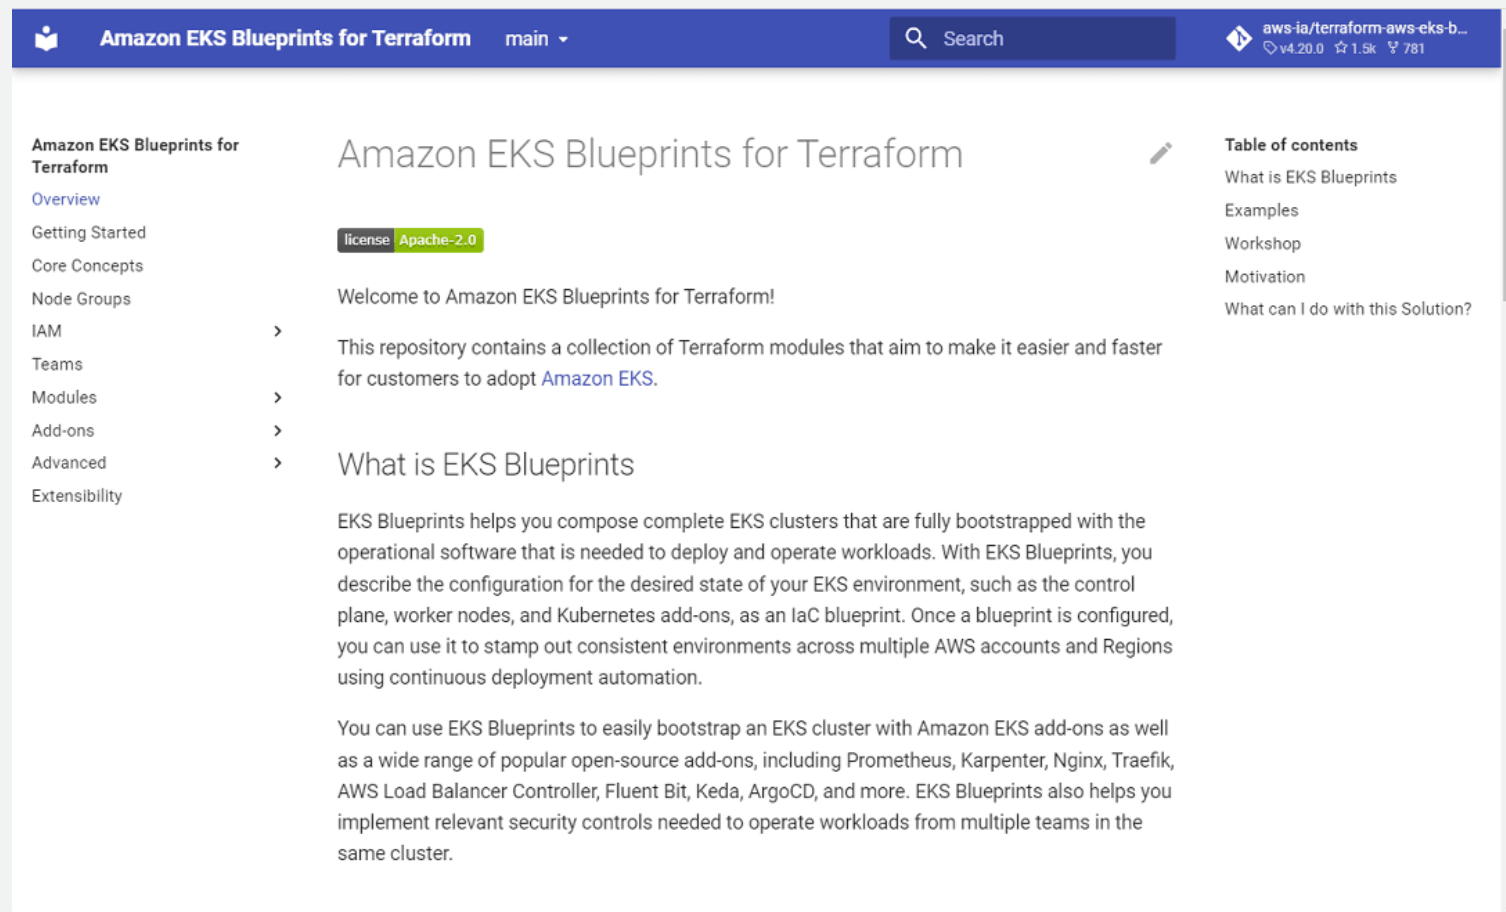 Amazon EKS Blueprints for Terraform
main
Search
aws-ia/terraform-aws-eks-b...
v4.20.0 1.5k 781
Amazon EKS Blueprints for
Terraform
Overview
Getting Started
Core Concepts
Node Groups
IAM
Teams
Modules
Add-ons
Advanced
Extensibility
Amazon EKS Blueprints for Terraform
license Apache-2.0
Welcome to Amazon EKS Blueprints for Terraform!
This repository contains a collection of Terraform modules that aim to make it easier and faster
for customers to adopt Amazon EKS.
What is EKS Blueprints
EKS Blueprints helps you compose complete EKS clusters that are fully bootstrapped with the
operational software that is needed to deploy and operate workloads. With EKS Blueprints, you
describe the configuration for the desired state of your EKS environment, such as the control
plane, worker nodes, and Kubernetes add-ons, as an IaC blueprint. Once a blueprint is configured,
you can use it to stamp out consistent environments across multiple AWS accounts and Regions
using continuous deployment automation.
You can use EKS Blueprints to easily bootstrap an EKS cluster with Amazon EKS add-ons as well
as a wide range of popular open-source add-ons, including Prometheus, Karpenter, Nginx, Traefik,
AWS Load Balancer Controller, Fluent Bit, Keda, ArgoCD, and more. EKS Blueprints also helps you
implement relevant security controls needed to operate workloads from multiple teams in the
same cluster.
Table of contents
What is EKS Blueprints
Examples
Workshop
Motivation
What can I do with this Solution?